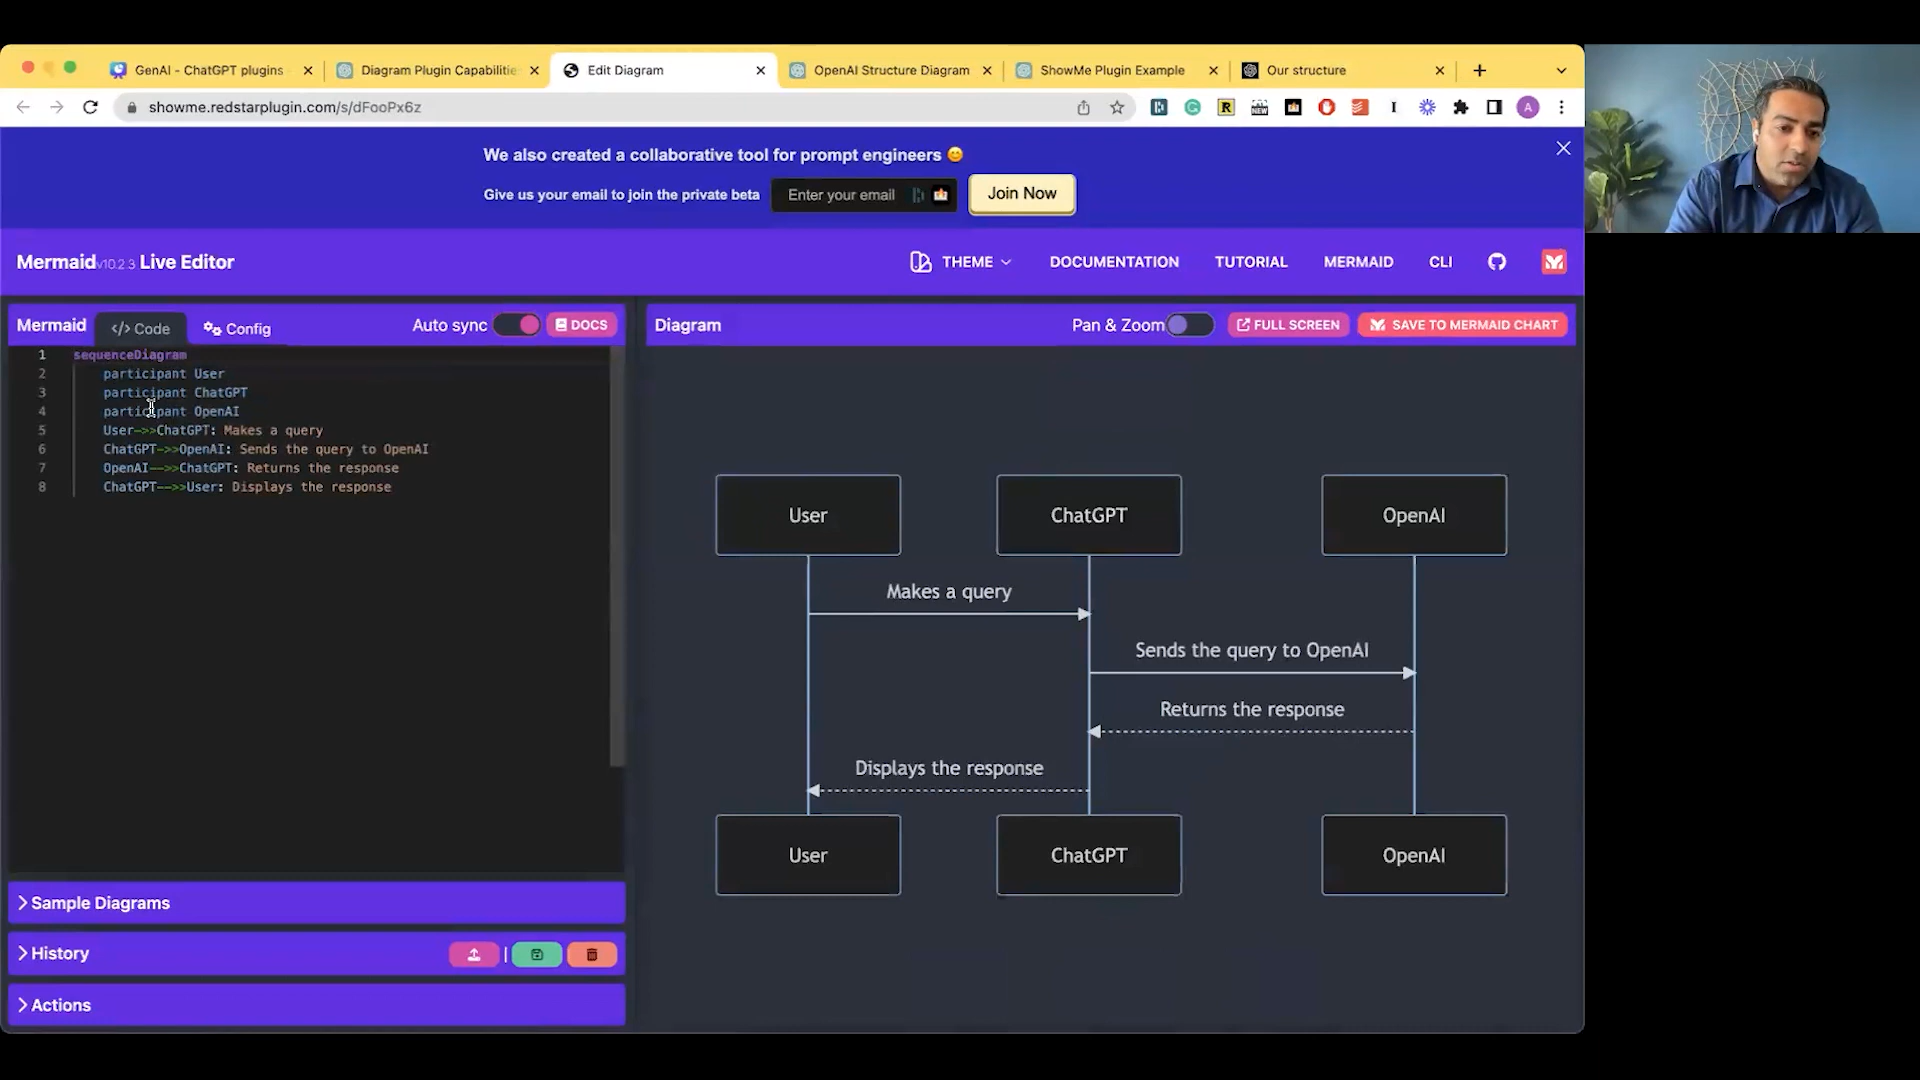 GenAI - ChatGPT plugins
Diagram Plugin Capabilitie
Edit Diagram
OpenAI Structure Diagram
ShowMe Plugin Example
Our structure
showme.redstarplugin.com/s/dFooPx6z
We also created a collaborative tool for prompt engineers 😊
Give us your email to join the private beta
Enter your email
Join Now
Mermaid v10.2.3 Live Editor
THEME
DOCUMENTATION
TUTORIAL
MERMAID
CLI
Mermaid
</> Code
Config
Auto sync
DOCS
Diagram
Pan & Zoom
FULL SCREEN
SAVE TO MERMAID CHART
1 sequenceDiagram
2 participant User
3 participant ChatGPT
4 participant OpenAI
5 User->>ChatGPT: Makes a query
6 ChatGPT->>OpenAI: Sends the query to OpenAI
7 OpenAI-->>ChatGPT: Returns the response
8 ChatGPT-->>User: Displays the response
User
ChatGPT
OpenAI
Makes a query
Sends the query to OpenAI
Returns the response
Displays the response
User
ChatGPT
OpenAI
Sample Diagrams
History
Actions